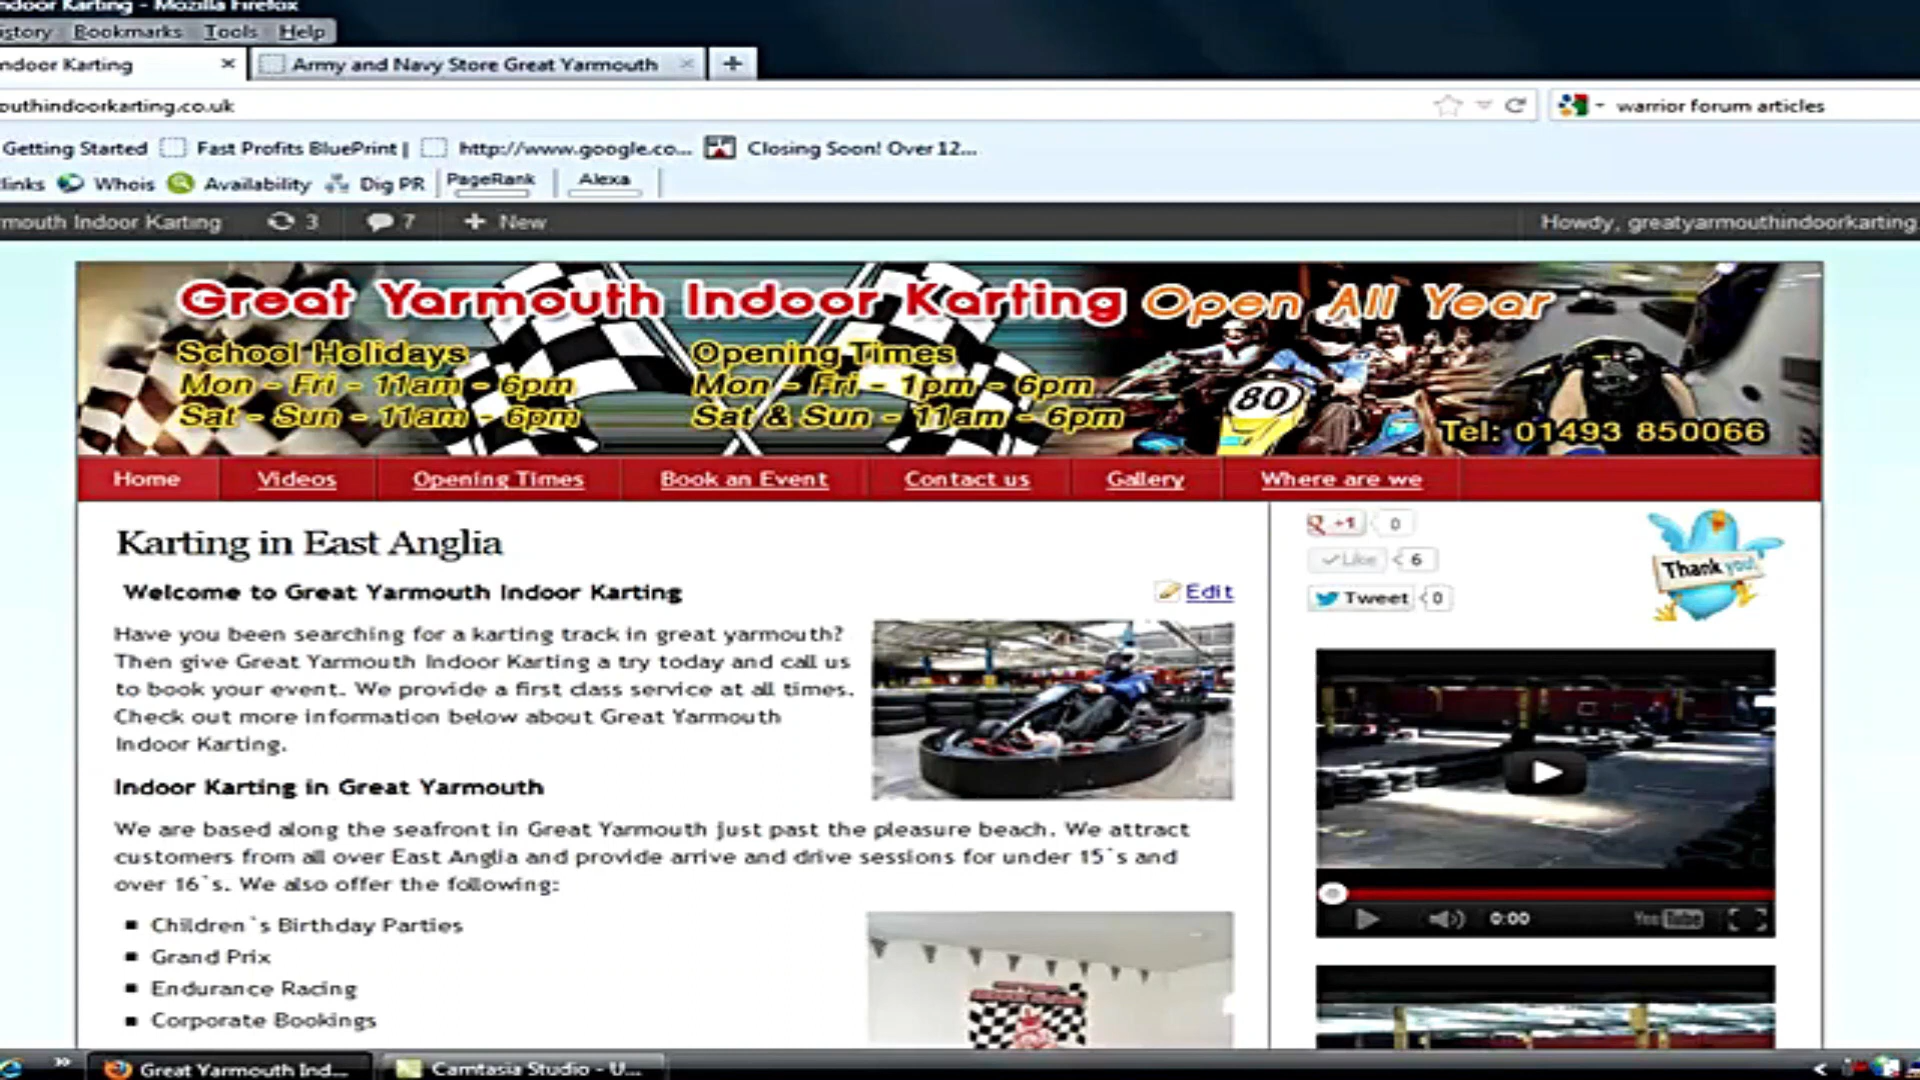 ndoor Karting - Mozilla Firefox
istory Bookmarks Tools Help
ndoor Karting × Army and Navy Store Great Yarmouth × +
outhindoorkarting.co.uk warrior forum articles
Getting Started Fast Profits BluePrint | http://www.google.co... Closing Soon! Over 12...
links Whois Availability Dig PR PageRank Alexa
rmouth Indoor Karting 3 7 + New Howdy, greatyarmouthindoorkarting
Great Yarmouth Indoor Karting Open All Year
School Holidays Opening Times
Mon - Fri - 11am - 6pm Mon - Fri - 1pm - 6pm
Sat - Sun - 11am - 6pm Sat & Sun - 11am - 6pm
80
Tel: 01493 850066
Home Videos Opening Times Book an Event Contact us Gallery Where are we
Karting in East Anglia
Welcome to Great Yarmouth Indoor Karting Edit
Have you been searching for a karting track in great yarmouth?
Then give Great Yarmouth Indoor Karting a try today and call us
to book your event. We provide a first class service at all times.
Check out more information below about Great Yarmouth
Indoor Karting.
Indoor Karting in Great Yarmouth
We are based along the seafront in Great Yarmouth just past the pleasure beach. We attract
customers from all over East Anglia and provide arrive and drive sessions for under 15`s and
over 16`s. We also offer the following:
Children`s Birthday Parties
Grand Prix
Endurance Racing
Corporate Bookings
+1 0
Like 6
Tweet 0
Thank you!
0:00 YouTube
Great Yarmouth Ind... Camtasia Studio - U...